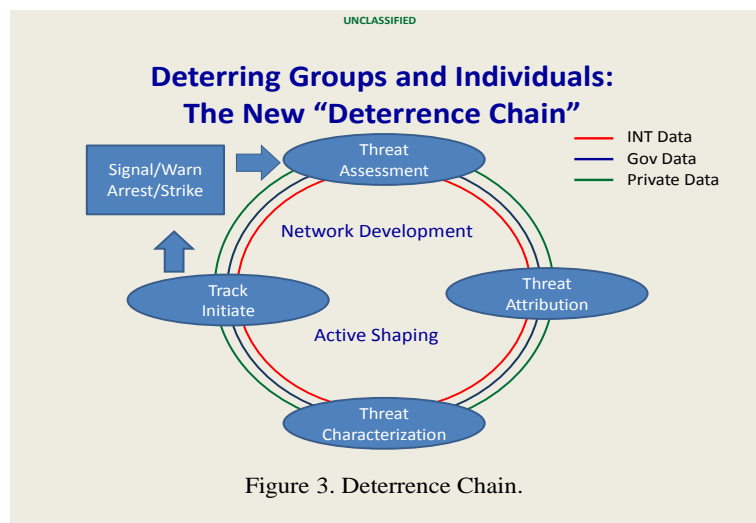 UNCLASSIFIED
Deterring Groups and Individuals:
The New “Deterrence Chain”
Signal/Warn
Arrest/Strike
Threat
Assessment
INT Data
Gov Data
Private Data
Network Development
Track
Initiate
Threat
Attribution
Active Shaping
Threat
Characterization
Figure 3. Deterrence Chain.